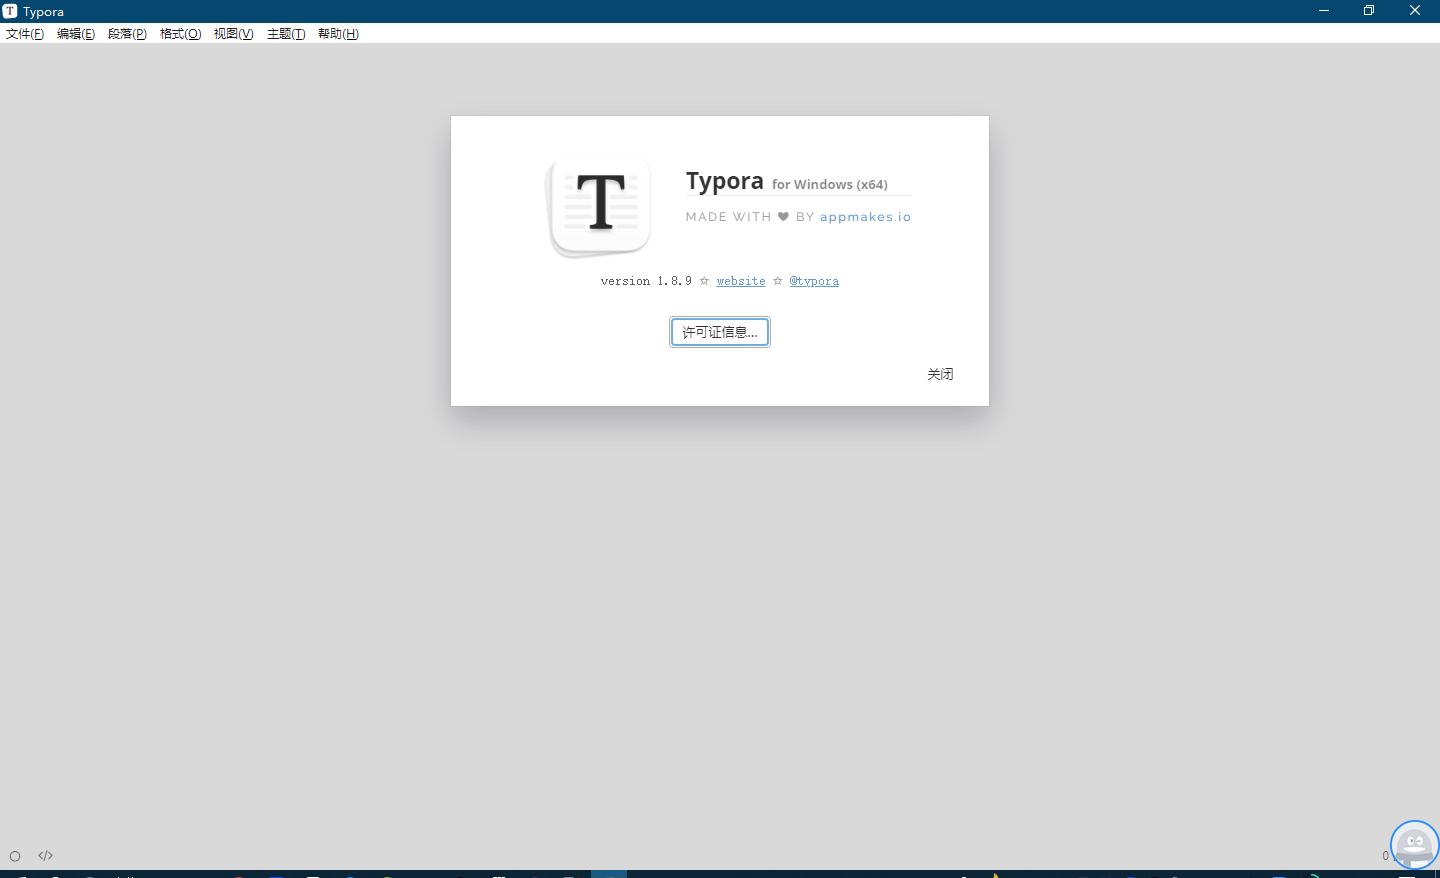 Typora
文件(F) 编辑(E) 段落(P) 格式(O) 视图(V) 主题(T) 帮助(H)
T
Typora for Windows (x64)
MADE WITH ♥ BY appmakes.io
version 1.8.9 ☆ website ☆ @typora
许可证信息...
关闭
</> 0